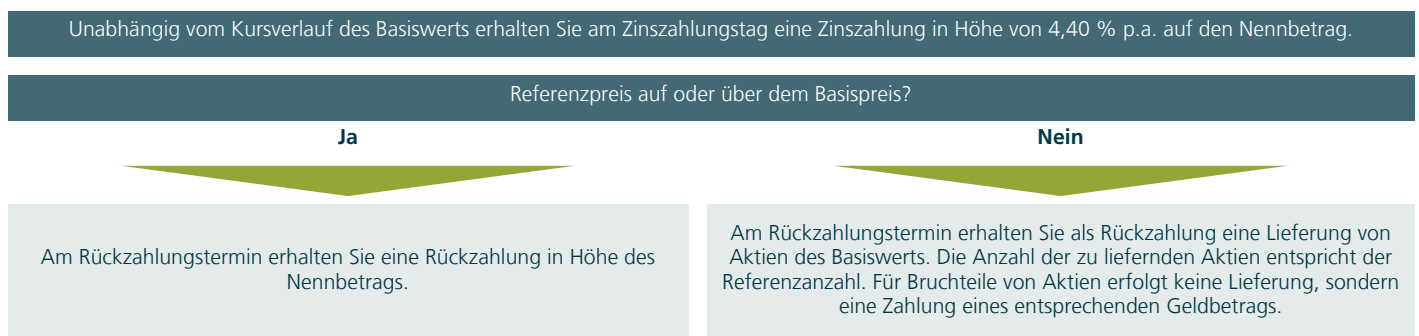 Unabhängig vom Kursverlauf des Basiswerts erhalten Sie am Zinszahlungstag eine Zinszahlung in Höhe von 4,40 % p.a. auf den Nennbetrag.
Referenzpreis auf oder über dem Basispreis?
Ja
Nein
Am Rückzahlungstermin erhalten Sie eine Rückzahlung in Höhe des
Nennbetrags.
Am Rückzahlungstermin erhalten Sie als Rückzahlung eine Lieferung von
Aktien des Basiswerts. Die Anzahl der zu liefernden Aktien entspricht der
Referenzanzahl. Für Bruchteile von Aktien erfolgt keine Lieferung, sondern
eine Zahlung eines entsprechenden Geldbetrags.